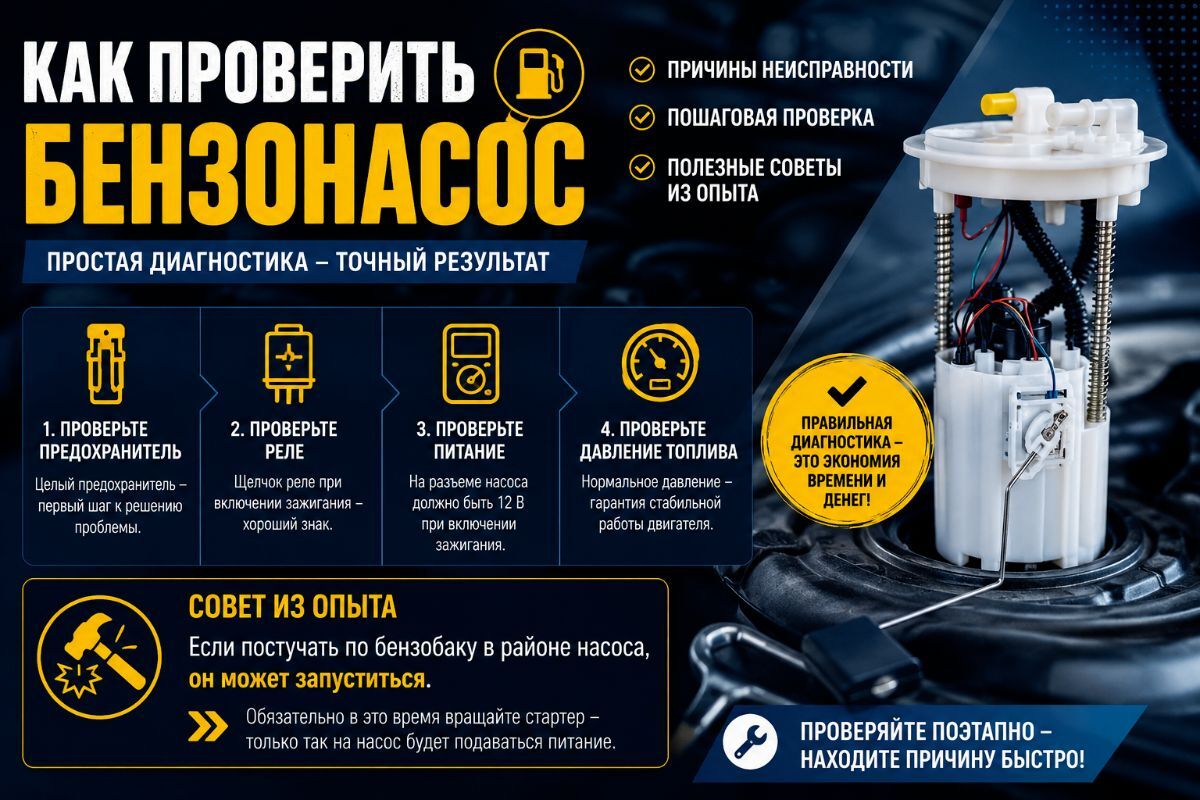 КАК ПРОВЕРИТЬ
БЕНЗОНАСОС
ПРОСТАЯ ДИАГНОСТИКА – ТОЧНЫЙ РЕЗУЛЬТАТ
ПРИЧИНЫ НЕИСПРАВНОСТИ
ПОШАГОВАЯ ПРОВЕРКА
ПОЛЕЗНЫЕ СОВЕТЫ
ИЗ ОПЫТА
1. ПРОВЕРЬТЕ
ПРЕДОХРАНИТЕЛЬ
Целый предохранитель –
первый шаг к решению
проблемы.
2. ПРОВЕРЬТЕ
РЕЛЕ
Щелчок реле при
включении зажигания –
хороший знак.
3. ПРОВЕРЬТЕ
ПИТАНИЕ
На разъеме насоса
должно быть 12 В
при включении
зажигания.
4. ПРОВЕРЬТЕ
ДАВЛЕНИЕ ТОПЛИВА
Нормальное давление –
гарантия стабильной
работы двигателя.
ПРАВИЛЬНАЯ
ДИАГНОСТИКА –
ЭТО ЭКОНОМИЯ
ВРЕМЕНИ И
ДЕНЕГ!
СОВЕТ ИЗ ОПЫТА
Если постучать по бензобаку в районе насоса,
он может запуститься.
Обязательно в это время вращайте стартер –
только так на насос будет подаваться питание.
ПРОВЕРЯЙТЕ ПОЭТАПНО –
НАХОДИТЕ ПРИЧИНУ БЫСТРО!